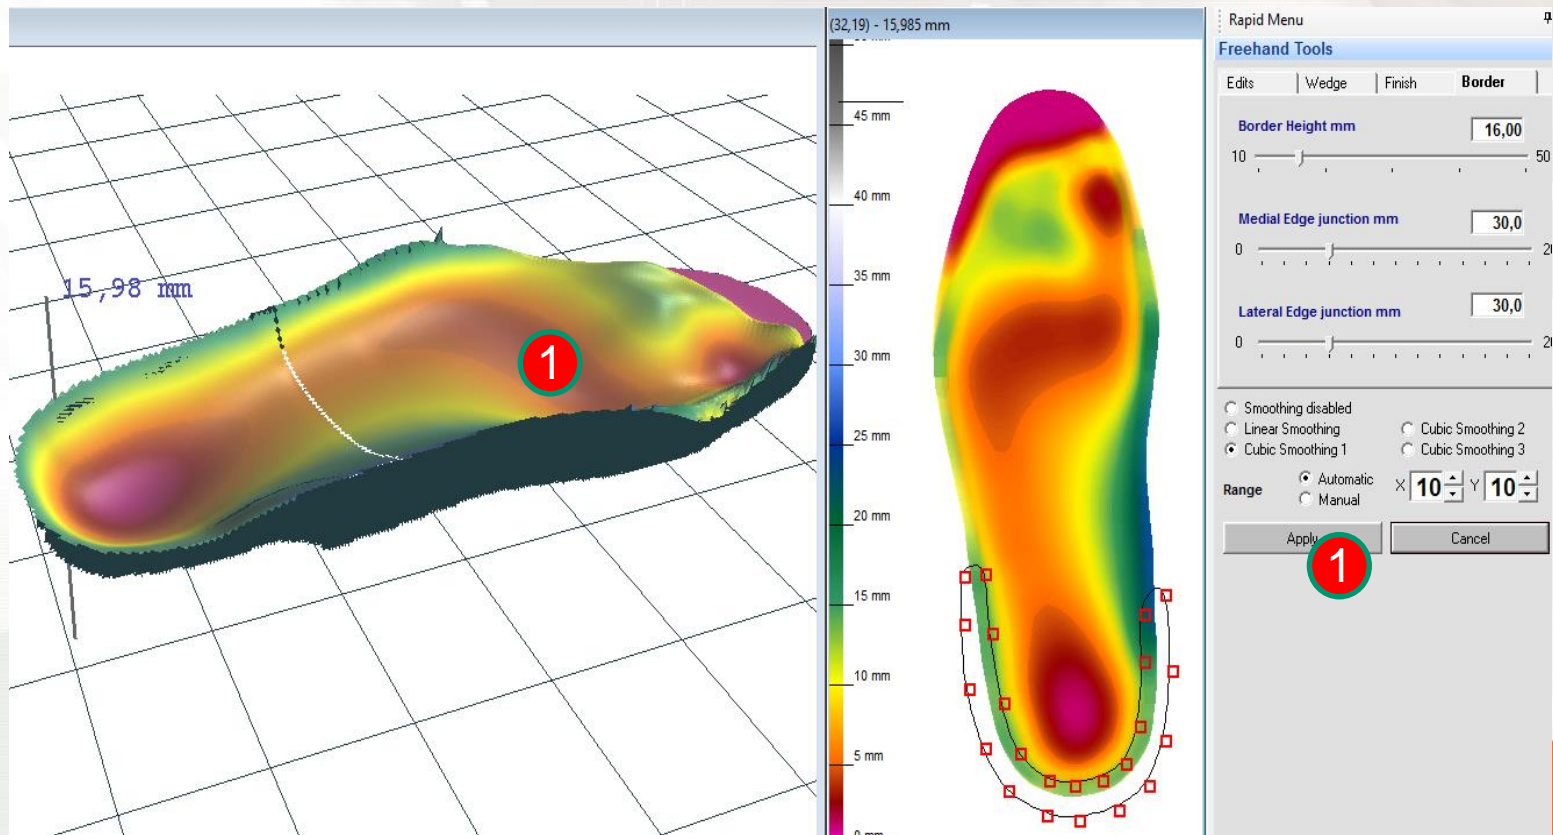 (32,19) - 15,985 mm
45 mm
40 mm
35 mm
30 mm
25 mm
20 mm
15 mm
10 mm
5 mm
0 mm
15,98 mm
1
Rapid Menu
Freehand Tools
Edits Wedge Finish Border
Border Height mm 16,00
10 50
Medial Edge junction mm 30,0
0
Lateral Edge junction mm 30,0
0
Smoothing disabled
Linear Smoothing Cubic Smoothing 2
Cubic Smoothing 1 Cubic Smoothing 3
Range Automatic X 10 Y 10
Manual
Apply Cancel
1